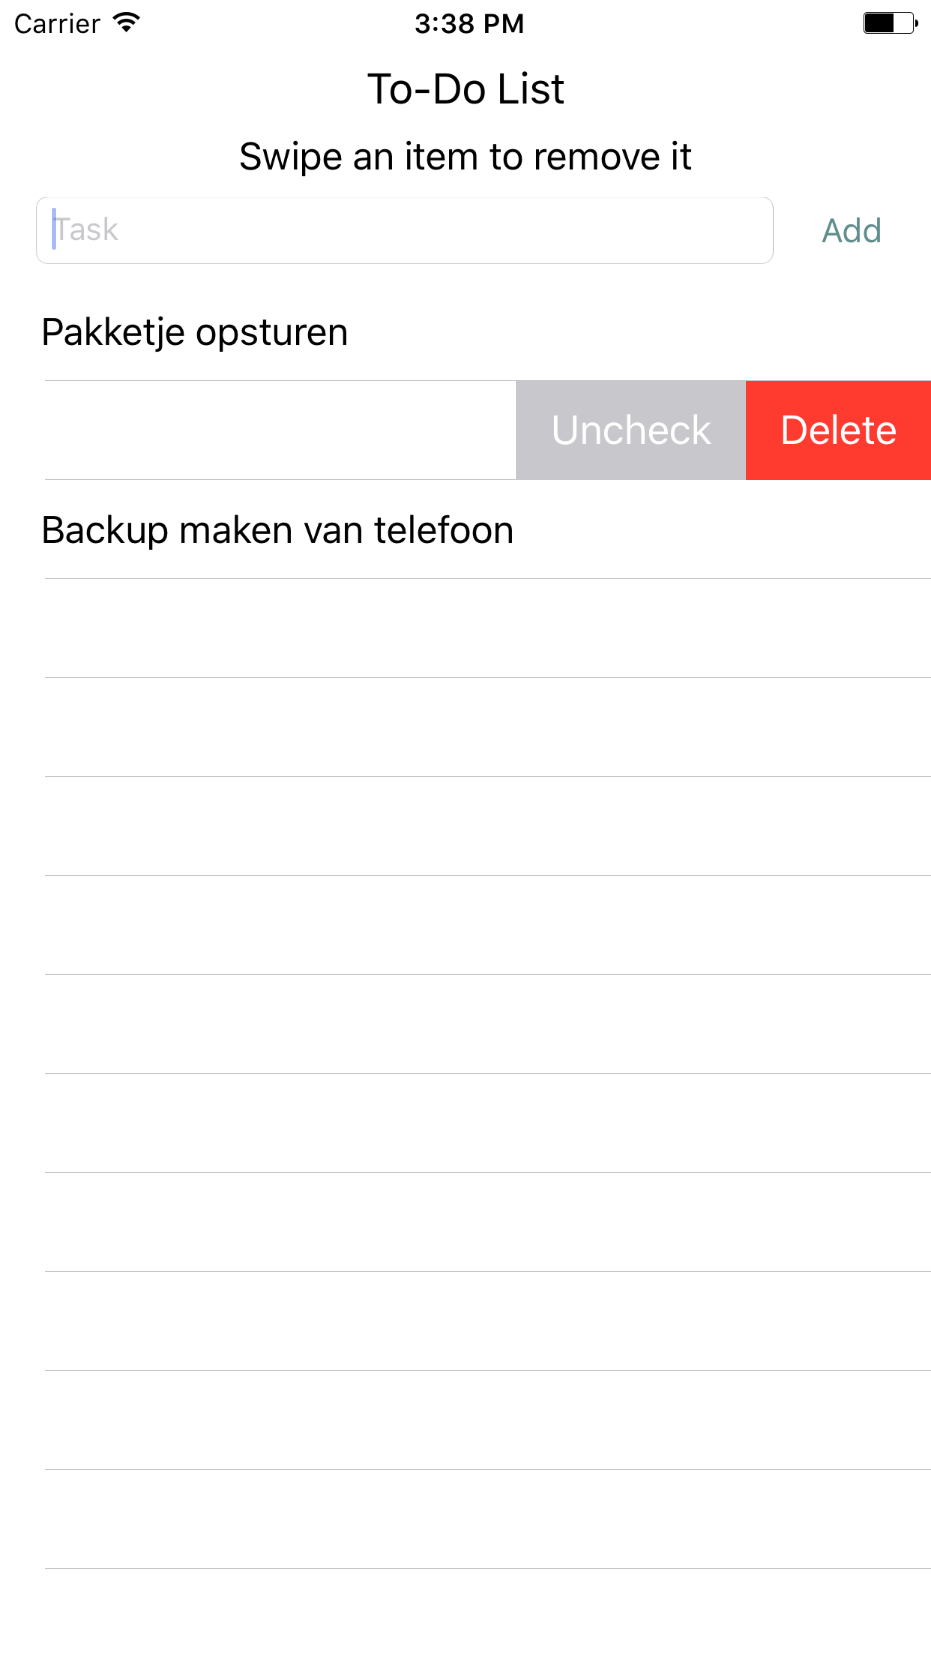 Carrier 3:38 PM
To-Do List
Swipe an item to remove it
Task Add
Pakketje opsturen
Uncheck Delete
Backup maken van telefoon